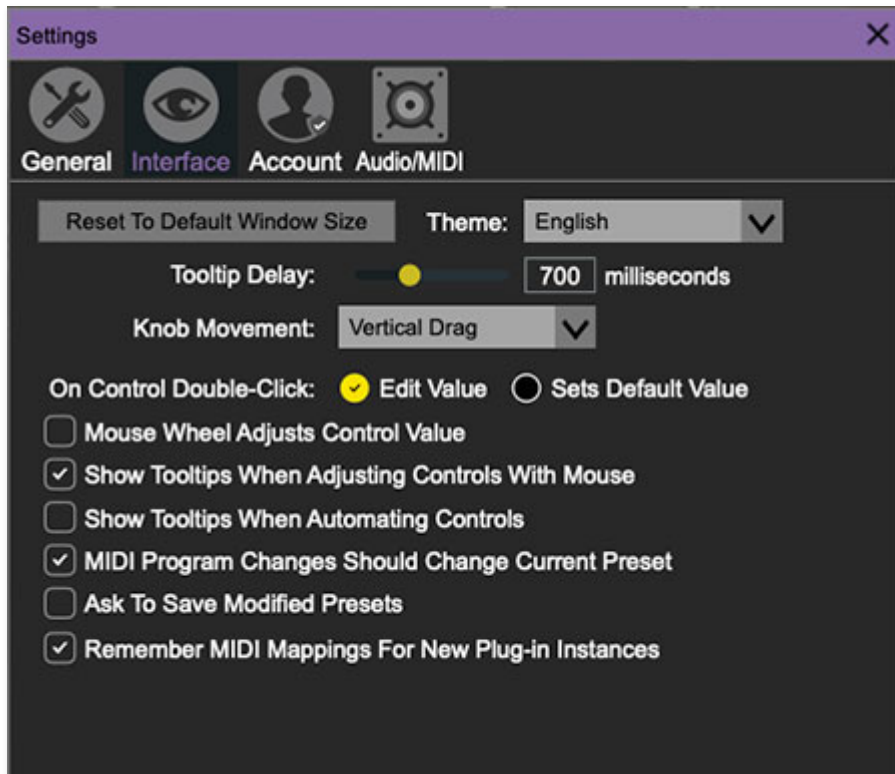 Settings
General Interface Account Audio/MIDI
Reset To Default Window Size Theme: English
Tooltip Delay: 700 milliseconds
Knob Movement: Vertical Drag
On Control Double-Click: Edit Value Sets Default Value
Mouse Wheel Adjusts Control Value
Show Tooltips When Adjusting Controls With Mouse
Show Tooltips When Automating Controls
MIDI Program Changes Should Change Current Preset
Ask To Save Modified Presets
Remember MIDI Mappings For New Plug-in Instances